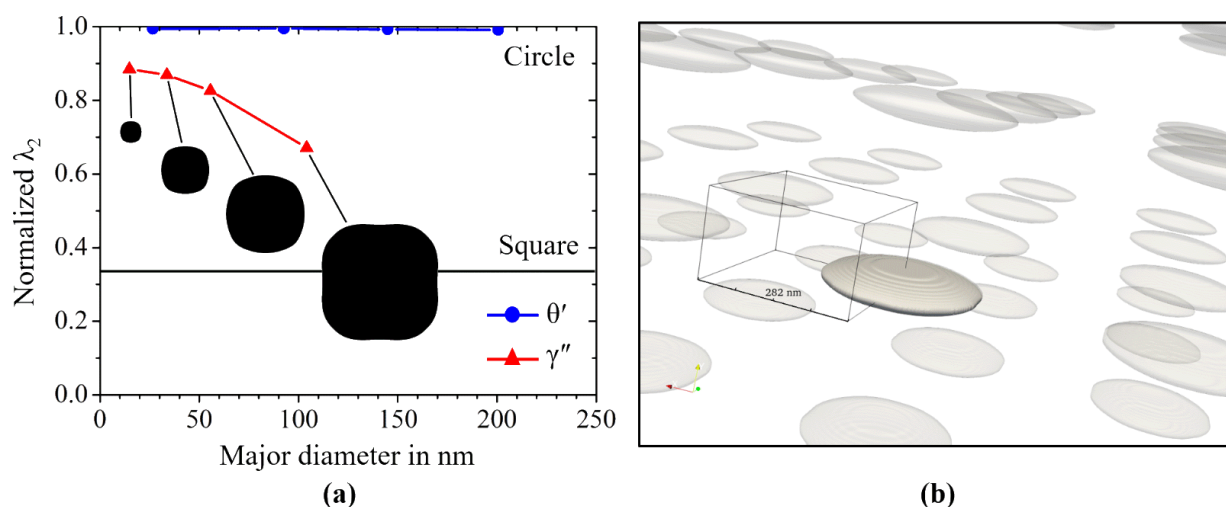 1.0
0.8
0.6
0.4
0.2
0.0
Normalized λ₂
Circle
Square
θ′
γ″
0 50 100 150 200 250
Major diameter in nm
(a)
282 nm
(b)